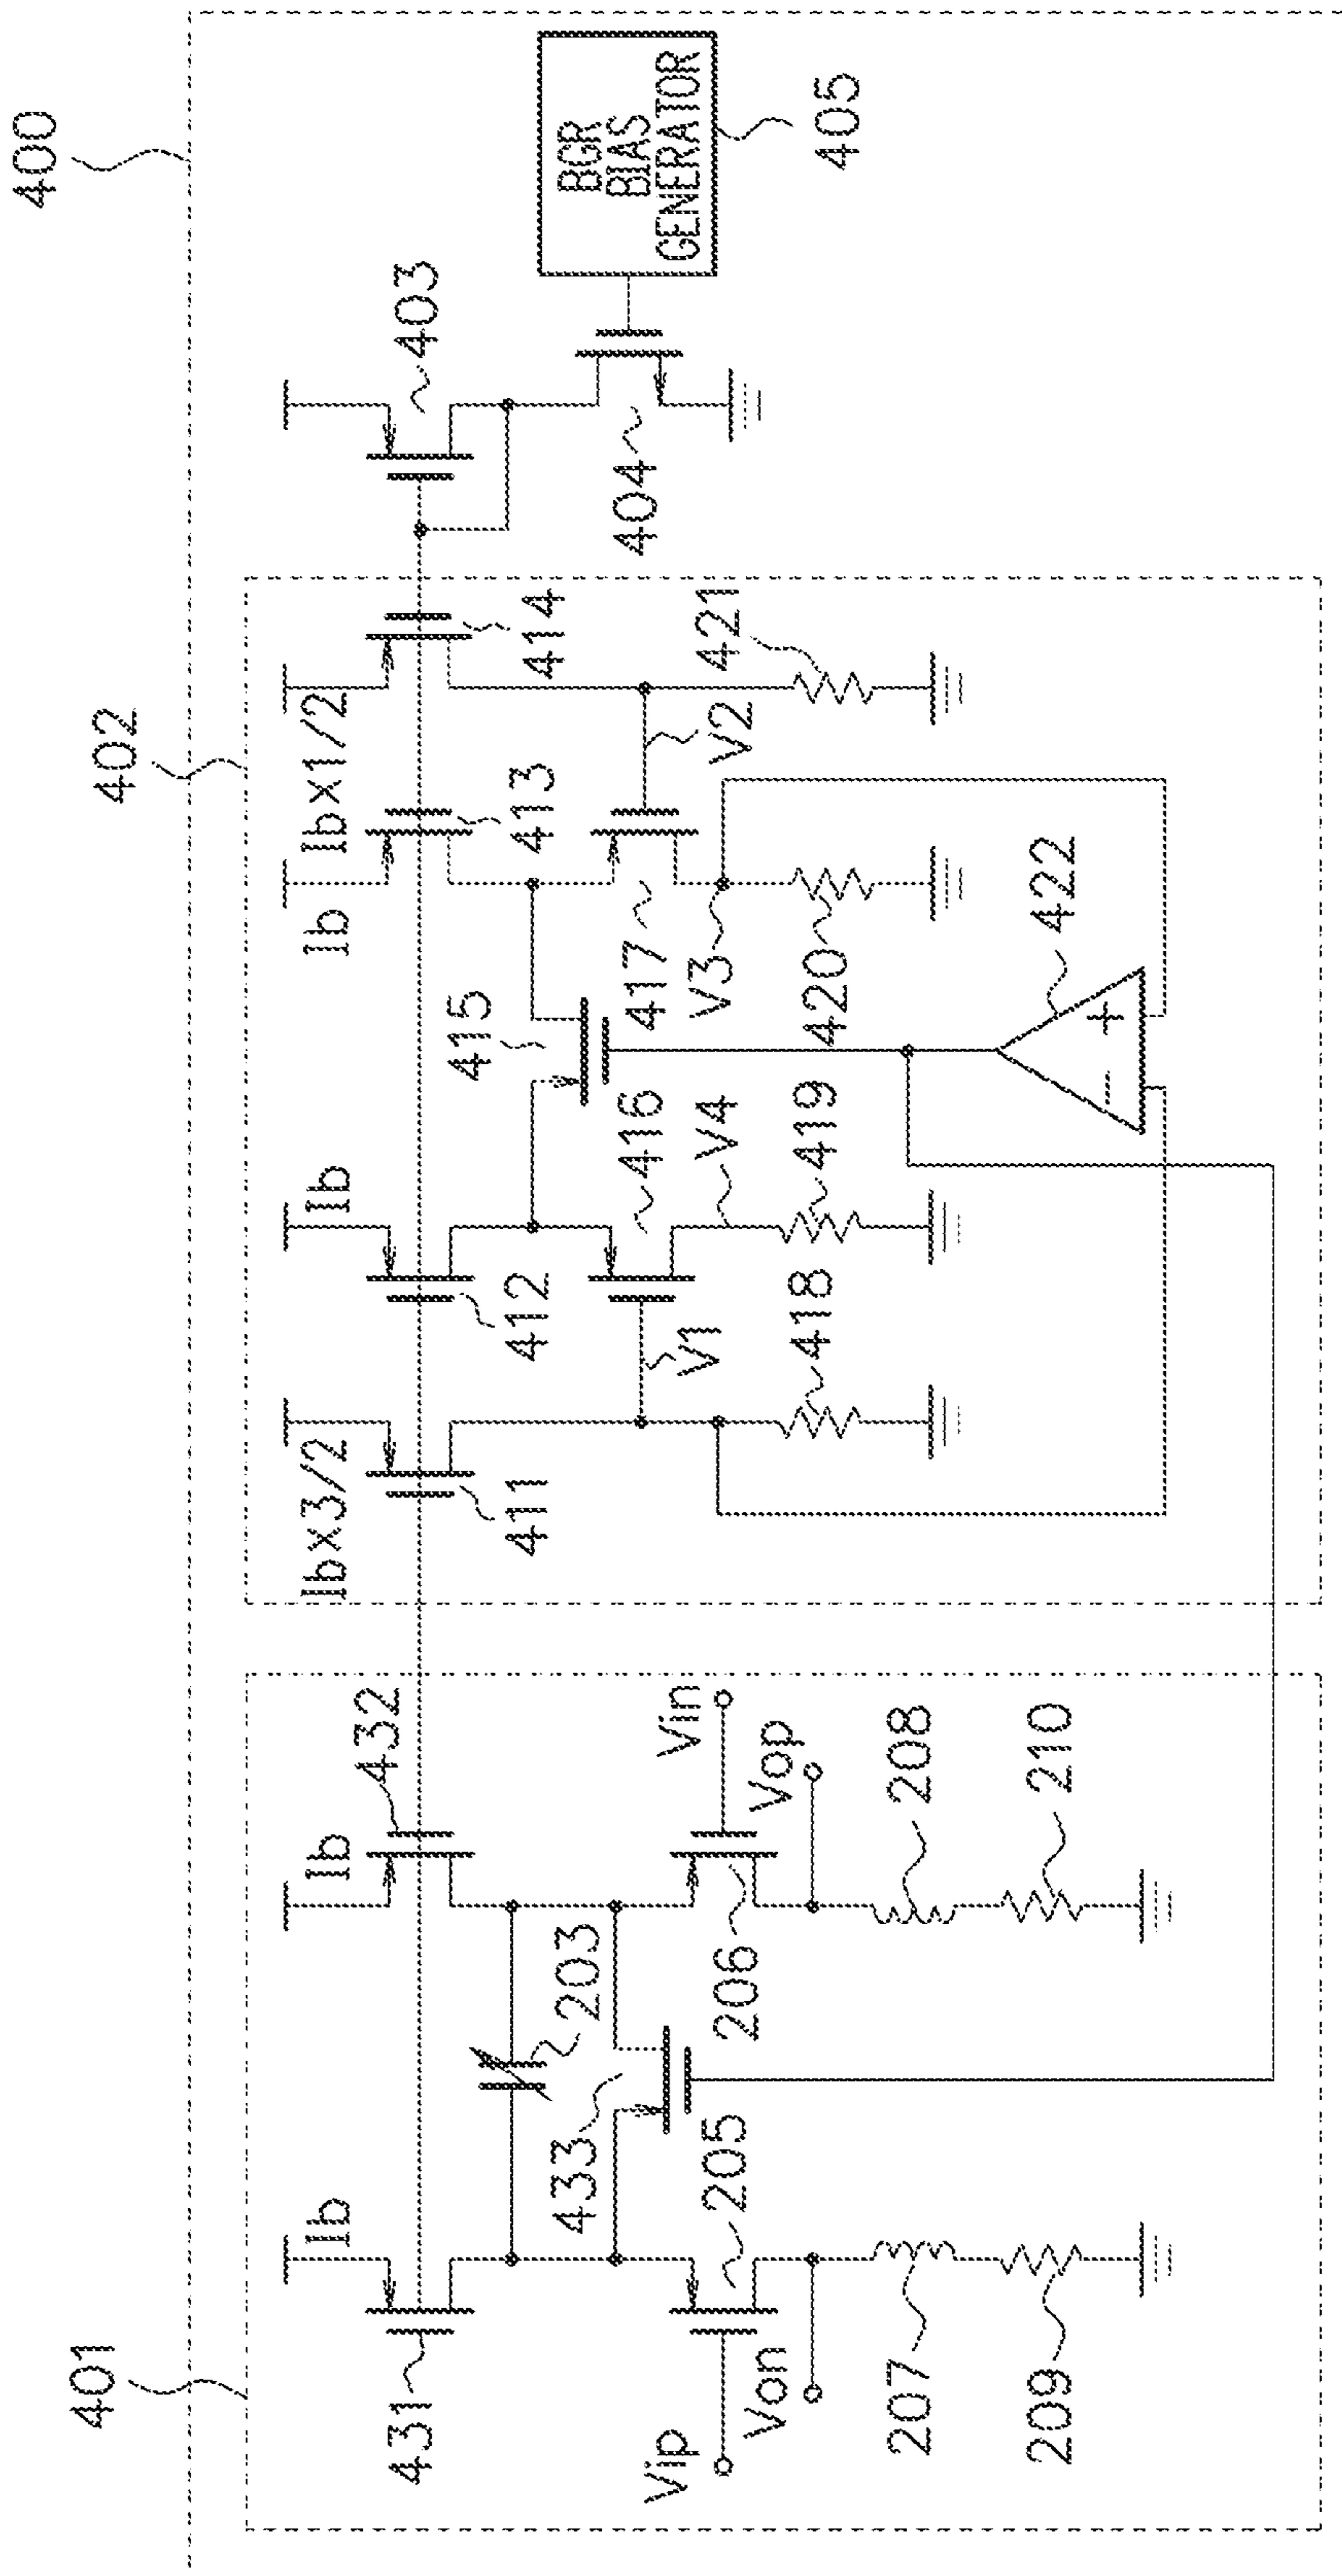 400
401
402
Ib
Ib
Ib×3/2
Ib
Ib
Ib×1/2
431
432
203
433
205
206
Vip
Von
Vin
Vop
207
208
209
210
411
412
413
414
415
416
417
V1
V2
V3
V4
418
419
420
421
422
−
+
403
404
BGR
BIAS
GENERATOR
405